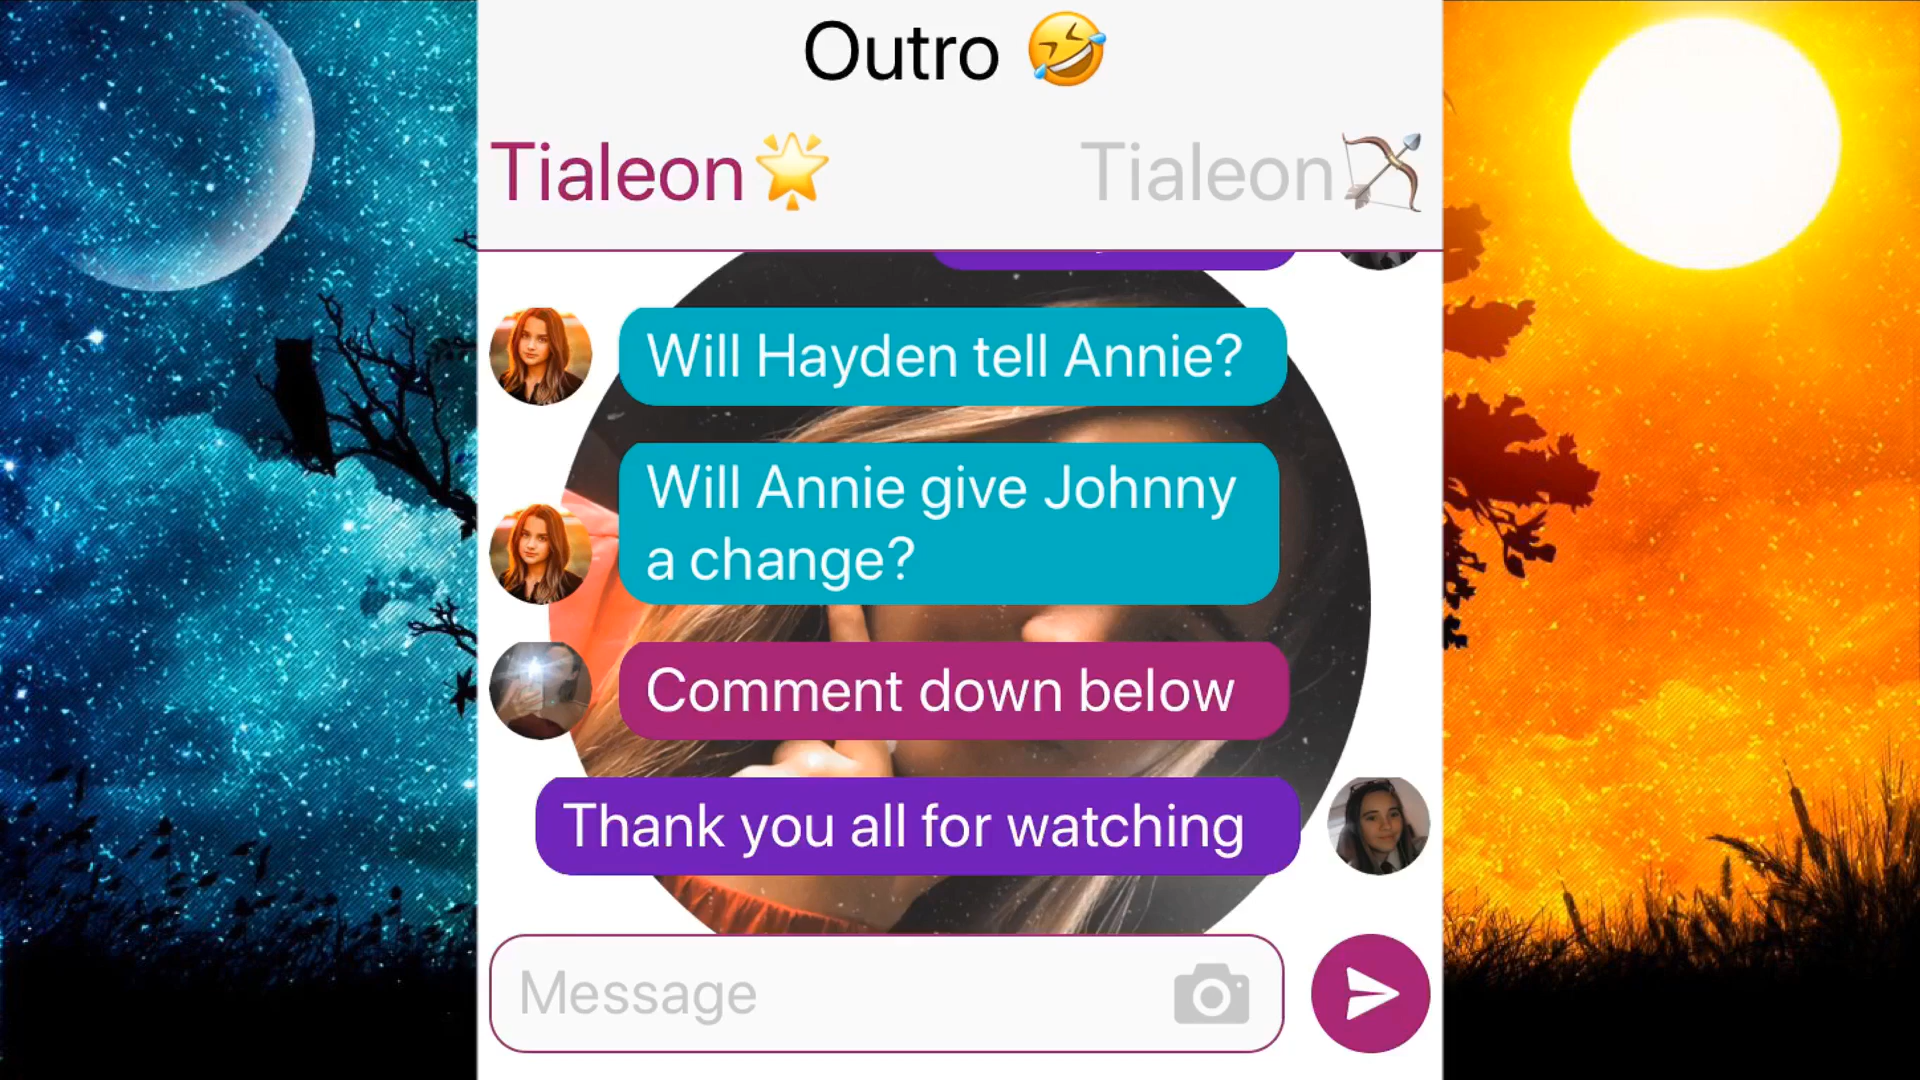 Outro 🤣
Tialeon🌟 Tialeon🏹
Will Hayden tell Annie?
Will Annie give Johnny
a change?
Comment down below
Thank you all for watching
Message